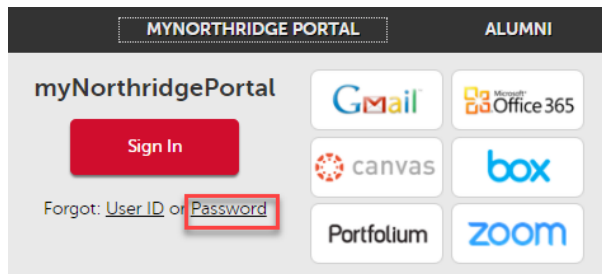 MYNORTHRIDGE PORTAL ALUMNI
myNorthridgePortal
Sign In
Forgot: User ID or Password
Gmail
Microsoft Office 365
canvas
box
Portfolium
zoom